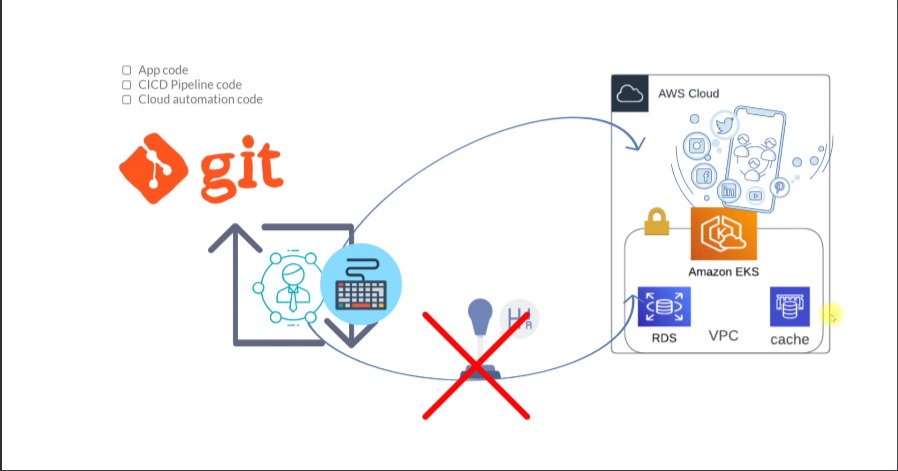 App code
CICD Pipeline code
Cloud automation code
git
AWS Cloud
Amazon EKS
RDS
VPC
cache